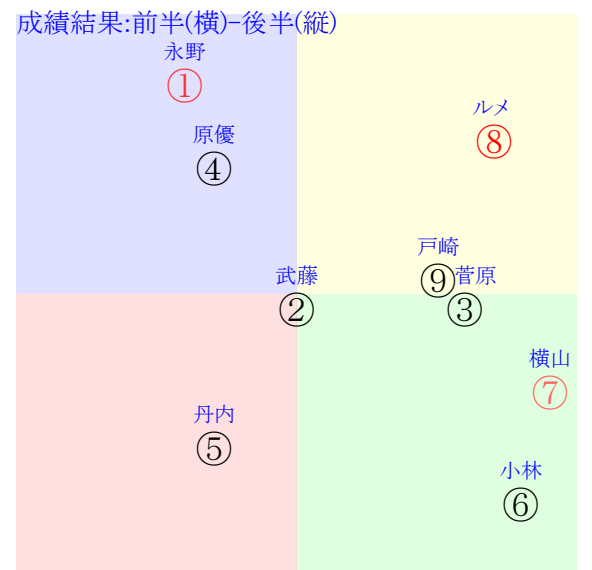 成績結果:前半(横)-後半(縦)
永野
①
ルメ
⑧
原優
④
戸崎
⑨
菅原
③
武藤
②
横山
⑦
丹内
⑤
小林
⑥